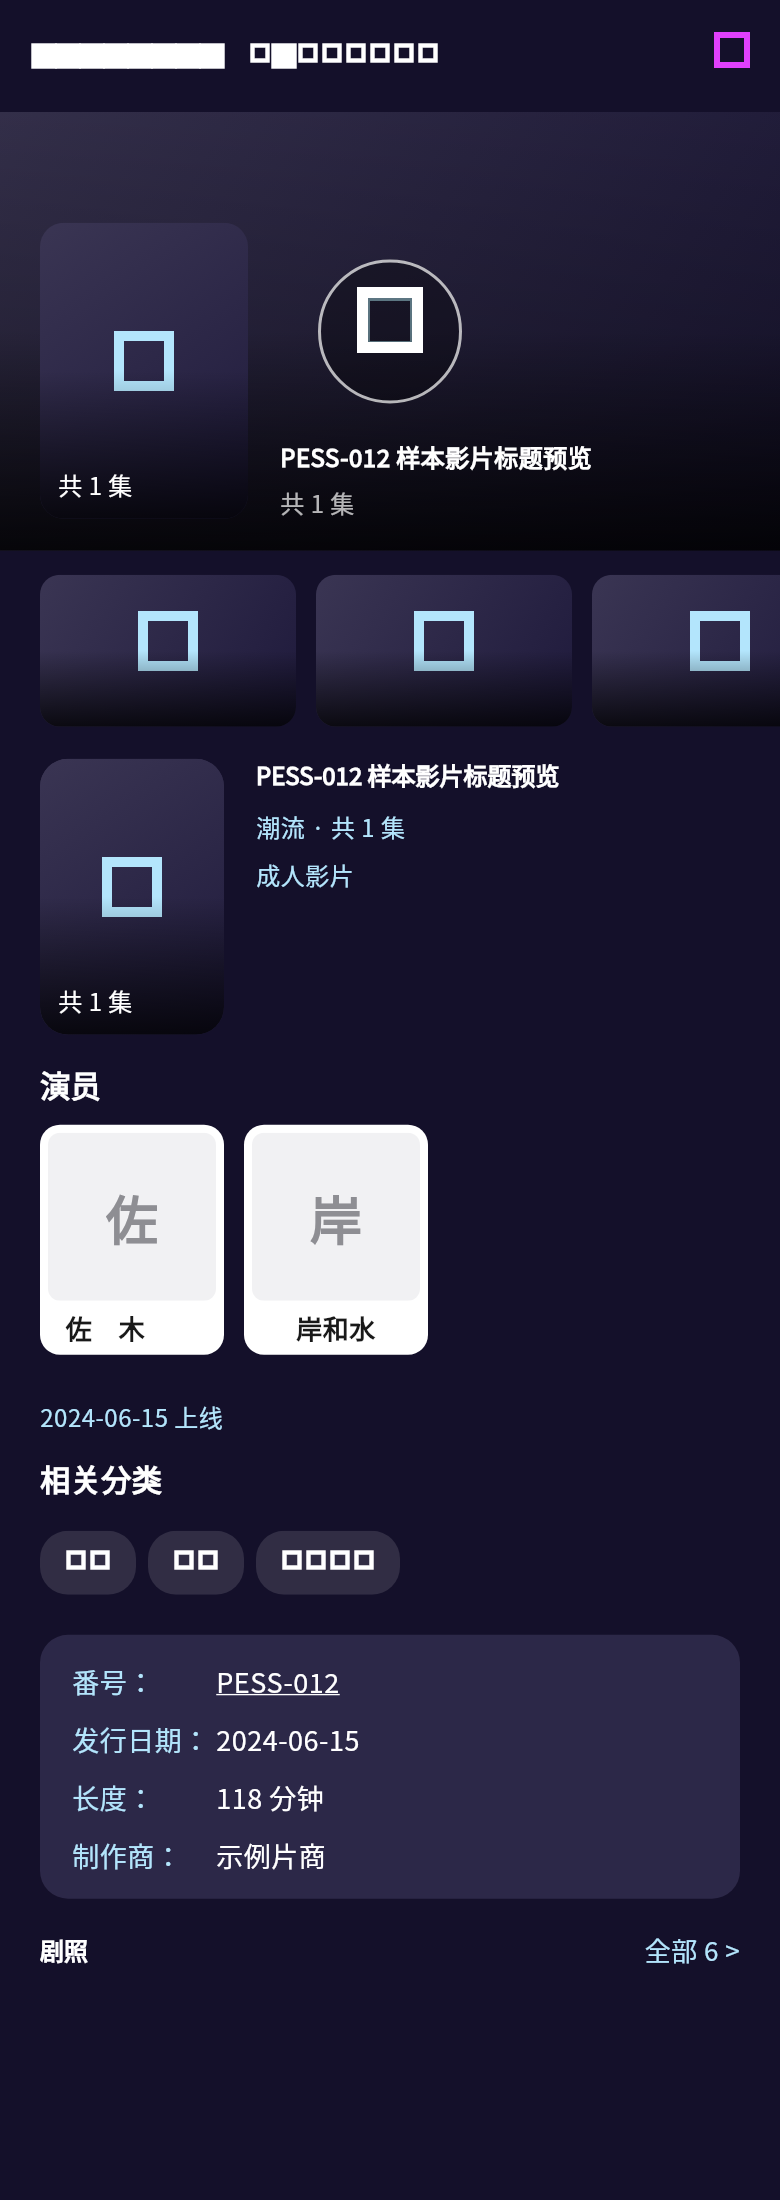 共 1 集
PESS-012 样本影片标题预览
共 1 集
PESS-012 样本影片标题预览
潮流 · 共 1 集
成人影片
共 1 集
演员
佐
岸
佐　木
岸和水
2024-06-15 上线
相关分类
番号： PESS-012
发行日期： 2024-06-15
长度： 118 分钟
制作商： 示例片商
剧照
全部 6 >